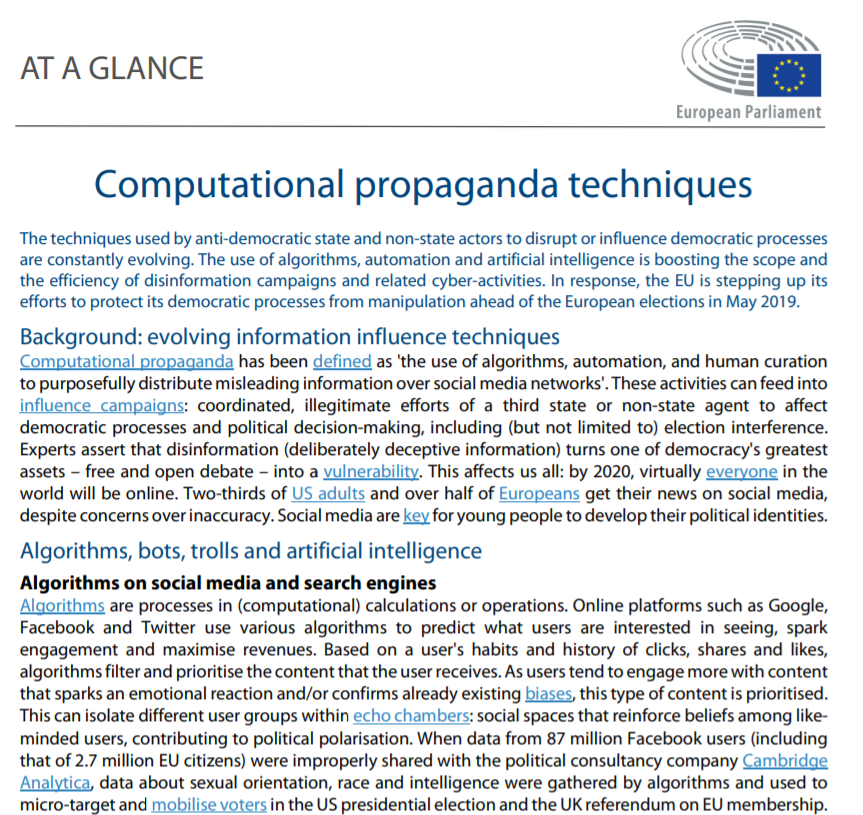 AT A GLANCE
European Parliament
Computational propaganda techniques
The techniques used by anti-democratic state and non-state actors to disrupt or influence democratic processes
are constantly evolving. The use of algorithms, automation and artificial intelligence is boosting the scope and
the efficiency of disinformation campaigns and related cyber-activities. In response, the EU is stepping up its
efforts to protect its democratic processes from manipulation ahead of the European elections in May 2019.
Background: evolving information influence techniques
Computational propaganda has been defined as 'the use of algorithms, automation, and human curation
to purposefully distribute misleading information over social media networks'. These activities can feed into
influence campaigns: coordinated, illegitimate efforts of a third state or non-state agent to affect
democratic processes and political decision-making, including (but not limited to) election interference.
Experts assert that disinformation (deliberately deceptive information) turns one of democracy's greatest
assets – free and open debate – into a vulnerability. This affects us all: by 2020, virtually everyone in the
world will be online. Two-thirds of US adults and over half of Europeans get their news on social media,
despite concerns over inaccuracy. Social media are key for young people to develop their political identities.
Algorithms, bots, trolls and artificial intelligence
Algorithms on social media and search engines
Algorithms are processes in (computational) calculations or operations. Online platforms such as Google,
Facebook and Twitter use various algorithms to predict what users are interested in seeing, spark
engagement and maximise revenues. Based on a user's habits and history of clicks, shares and likes,
algorithms filter and prioritise the content that the user receives. As users tend to engage more with content
that sparks an emotional reaction and/or confirms already existing biases, this type of content is prioritised.
This can isolate different user groups within echo chambers: social spaces that reinforce beliefs among like-
minded users, contributing to political polarisation. When data from 87 million Facebook users (including
that of 2.7 million EU citizens) were improperly shared with the political consultancy company Cambridge
Analytica, data about sexual orientation, race and intelligence were gathered by algorithms and used to
micro-target and mobilise voters in the US presidential election and the UK referendum on EU membership.